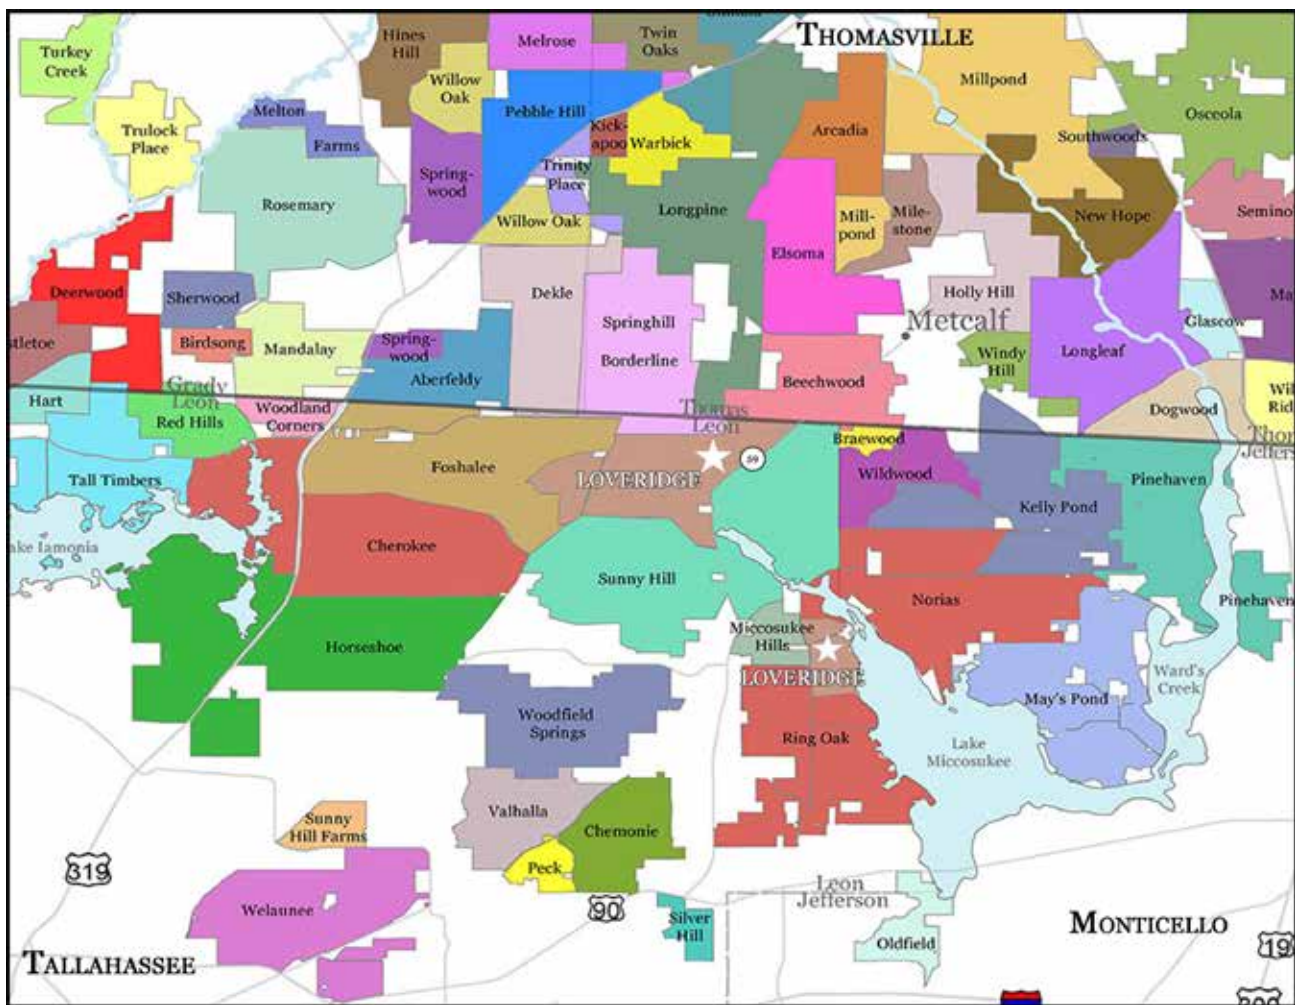 Hines
Hill
Melrose
Twin
Oaks
THOMASVILLE
Turkey
Creek
Willow
Oak
Millpond
Melton
Farms
Pebble Hill
Kick-
apoo
Warbick
Arcadia
Southwoods
Osceola
Trulock
Place
Spring-
wood
Trinity
Place
Rosemary
Willow Oak
Longpine
Mill-
pond
Mile-
stone
New Hope
Elsoma
Deerwood
Sherwood
Dekle
Holly Hill
Birdsong
Mandalay
Spring-
wood
Springhill
Borderline
Metcalf
Glascow
Windy
Hill
Longleaf
Aberfeldy
Beechwood
Grady
Leon
Hart
Red Hills
Woodland
Corners
Thomas
Leon
Dogwood
Braewood
59
Tall Timbers
Foshalee
LOVERIDGE
Wildwood
Pinehaven
Kelly Pond
Cherokee
Sunny Hill
Norias
Pinehaven
Miccosukee
Hills
Horseshoe
LOVERIDGE
May's Pond
Ward's
Creek
Woodfield
Springs
Ring Oak
Lake
Miccosukee
Valhalla
Sunny
Hill Farms
Chemonie
Peck
319
Leon
Jefferson
Welaunee
90
Silver
Hill
Oldfield
MONTICELLO
19
TALLAHASSEE